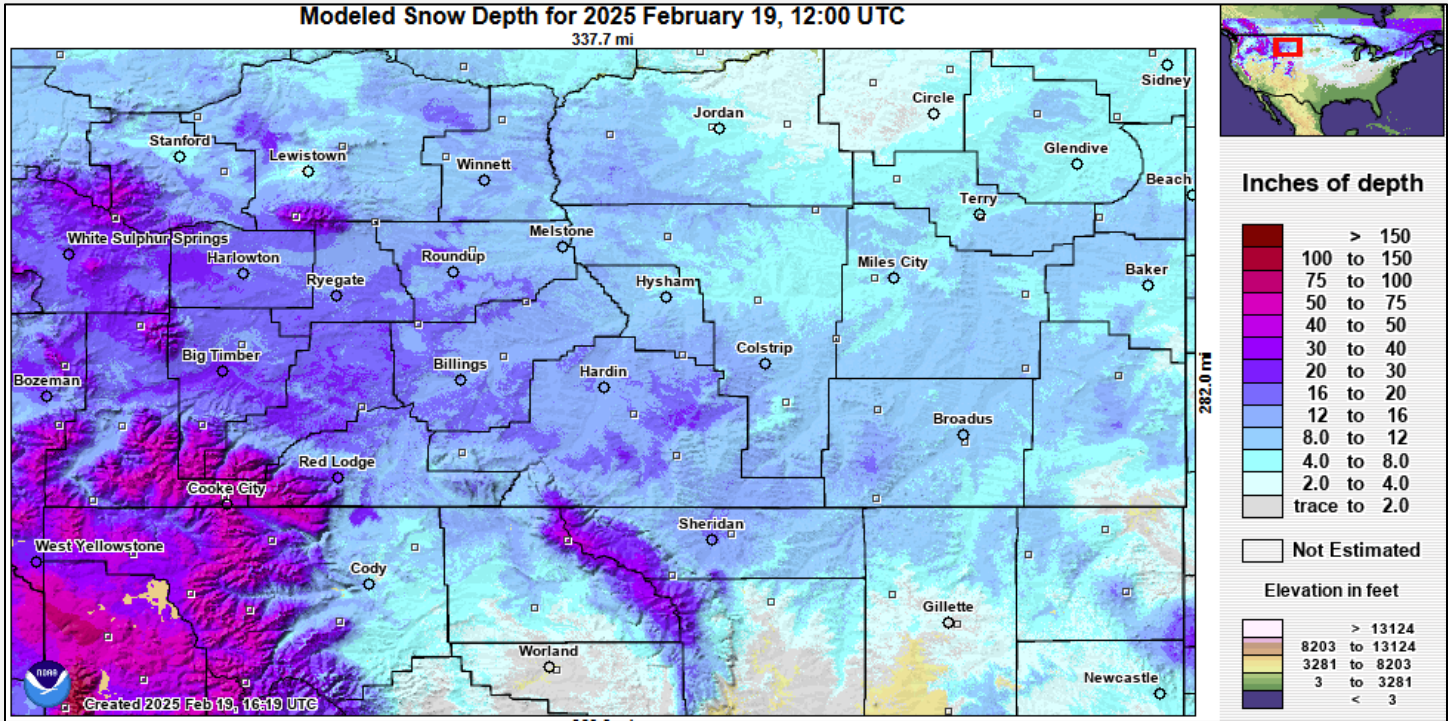 Modeled Snow Depth for 2025 February 19, 12:00 UTC
337.7 mi
Sidney
Circle
Jordan
Stanford
Lewistown
Winnett
Glendive
Beach
Terry
White Sulphur Springs
Melstone
Harlowton
Roundup
Ryegate
Hysham
Miles City
Baker
Big Timber
Billings
Hardin
Colstrip
Bozeman
282.0 mi
Broadus
Red Lodge
Cooke City
Sheridan
West Yellowstone
Cody
Gillette
Worland
Newcastle
NOAA
Created 2025 Feb 19, 16:19 UTC
Inches of depth
> 150
100 to 150
75 to 100
50 to 75
40 to 50
30 to 40
20 to 30
16 to 20
12 to 16
8.0 to 12
4.0 to 8.0
2.0 to 4.0
trace to 2.0
Not Estimated
Elevation in feet
> 13124
8203 to 13124
3281 to 8203
3 to 3281
< 3